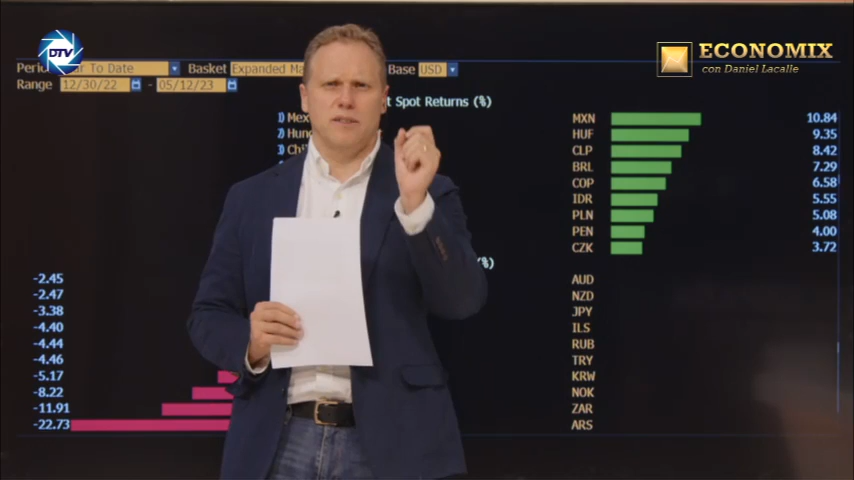 DTV
ECONOMIX
con Daniel Lacalle
To Date Basket Expanded Base USD
Range 12/30/22 - 05/12/23
Spot Returns (%)
1) MXN 10.84
2) HUF 9.35
3) CLP 8.42
BRL 7.29
COP 6.58
IDR 5.55
PLN 5.08
PEN 4.00
CZK 3.72
(%)
-2.45 AUD
-2.47 NZD
-3.38 JPY
-4.40 ILS
-4.44 RUB
-4.46 TRY
-5.17 KRW
-8.22 NOK
-11.91 ZAR
-22.73 ARS